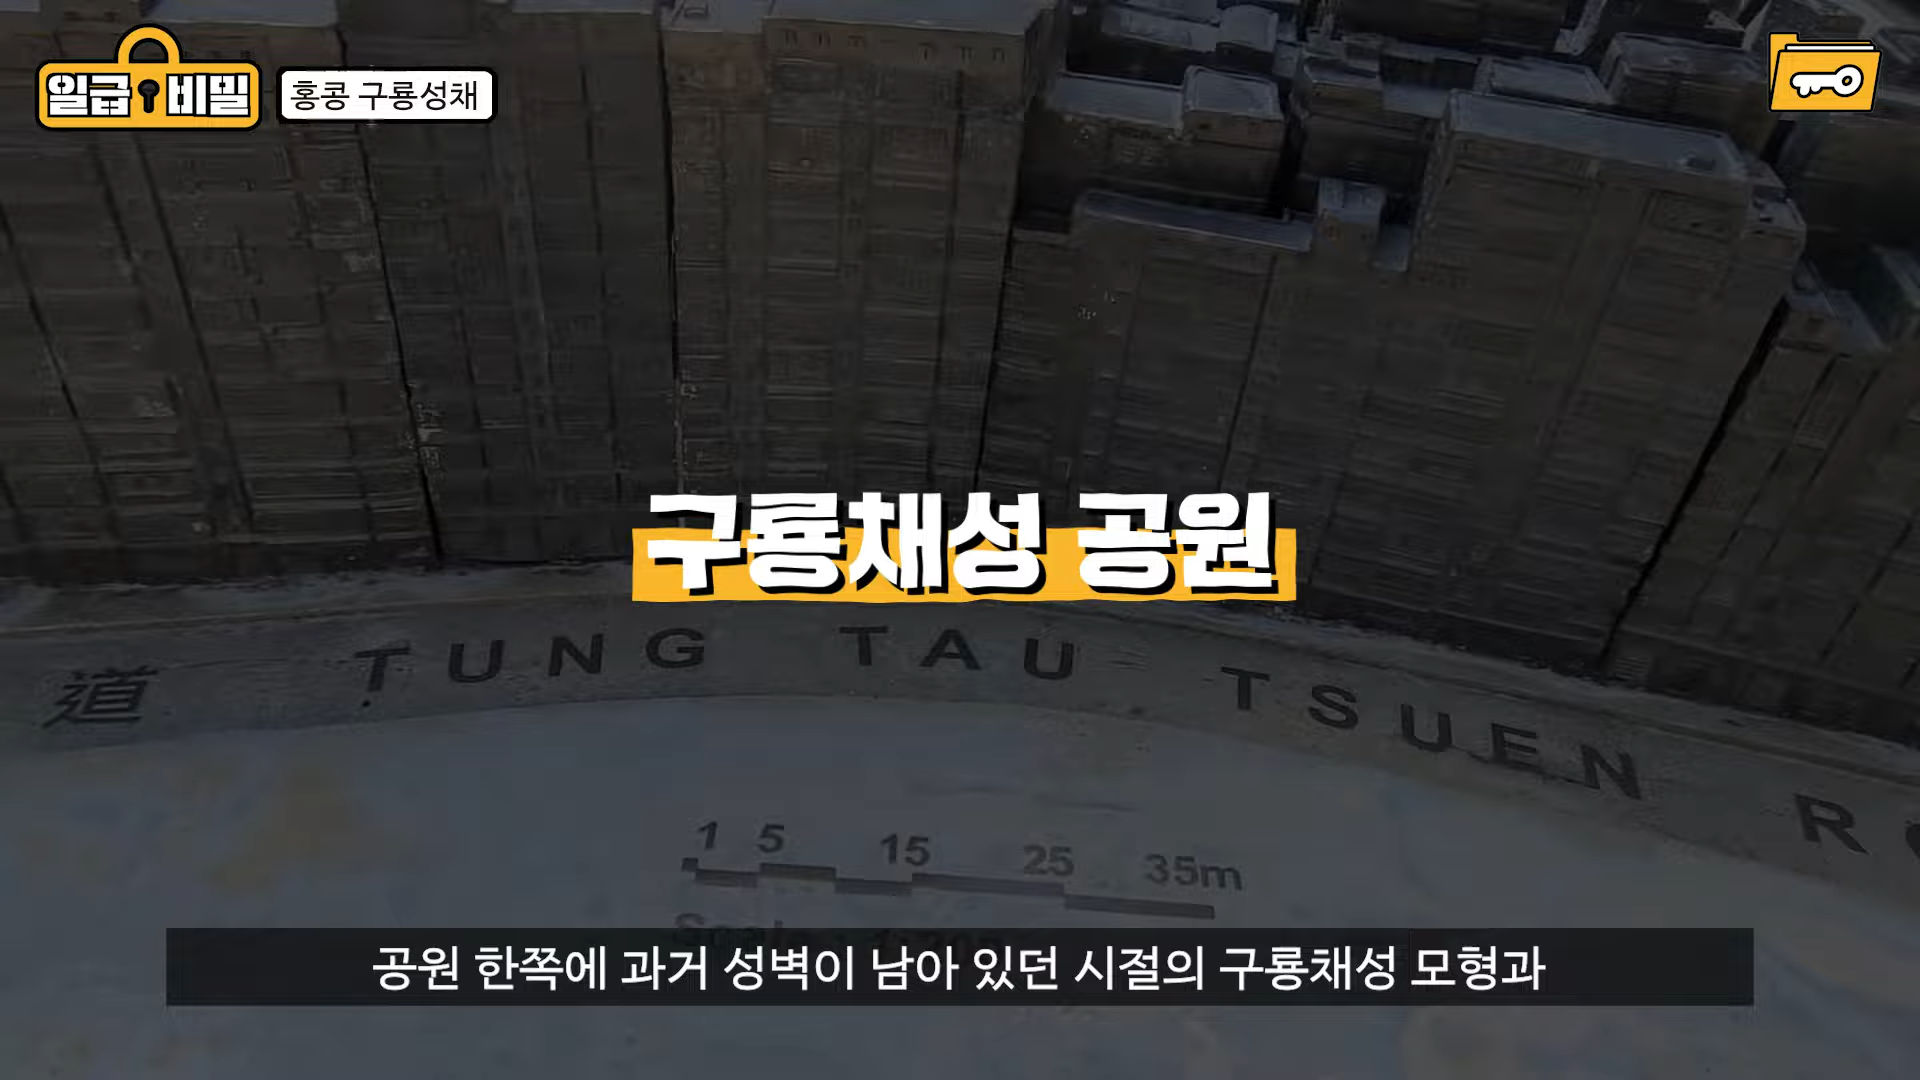 일급비밀
홍콩 구룡성채
구룡채성 공원
道 TUNG TAU TSUEN
1 5 15 25 35m
공원 한쪽에 과거 성벽이 남아 있던 시절의 구룡채성 모형과